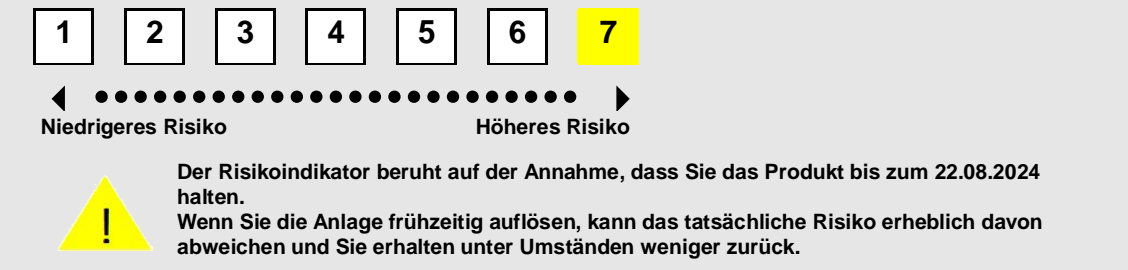 1 2 3 4 5 6 7
Niedrigeres Risiko Höheres Risiko
!
Der Risikoindikator beruht auf der Annahme, dass Sie das Produkt bis zum 22.08.2024
halten.
Wenn Sie die Anlage frühzeitig auflösen, kann das tatsächliche Risiko erheblich davon
abweichen und Sie erhalten unter Umständen weniger zurück.